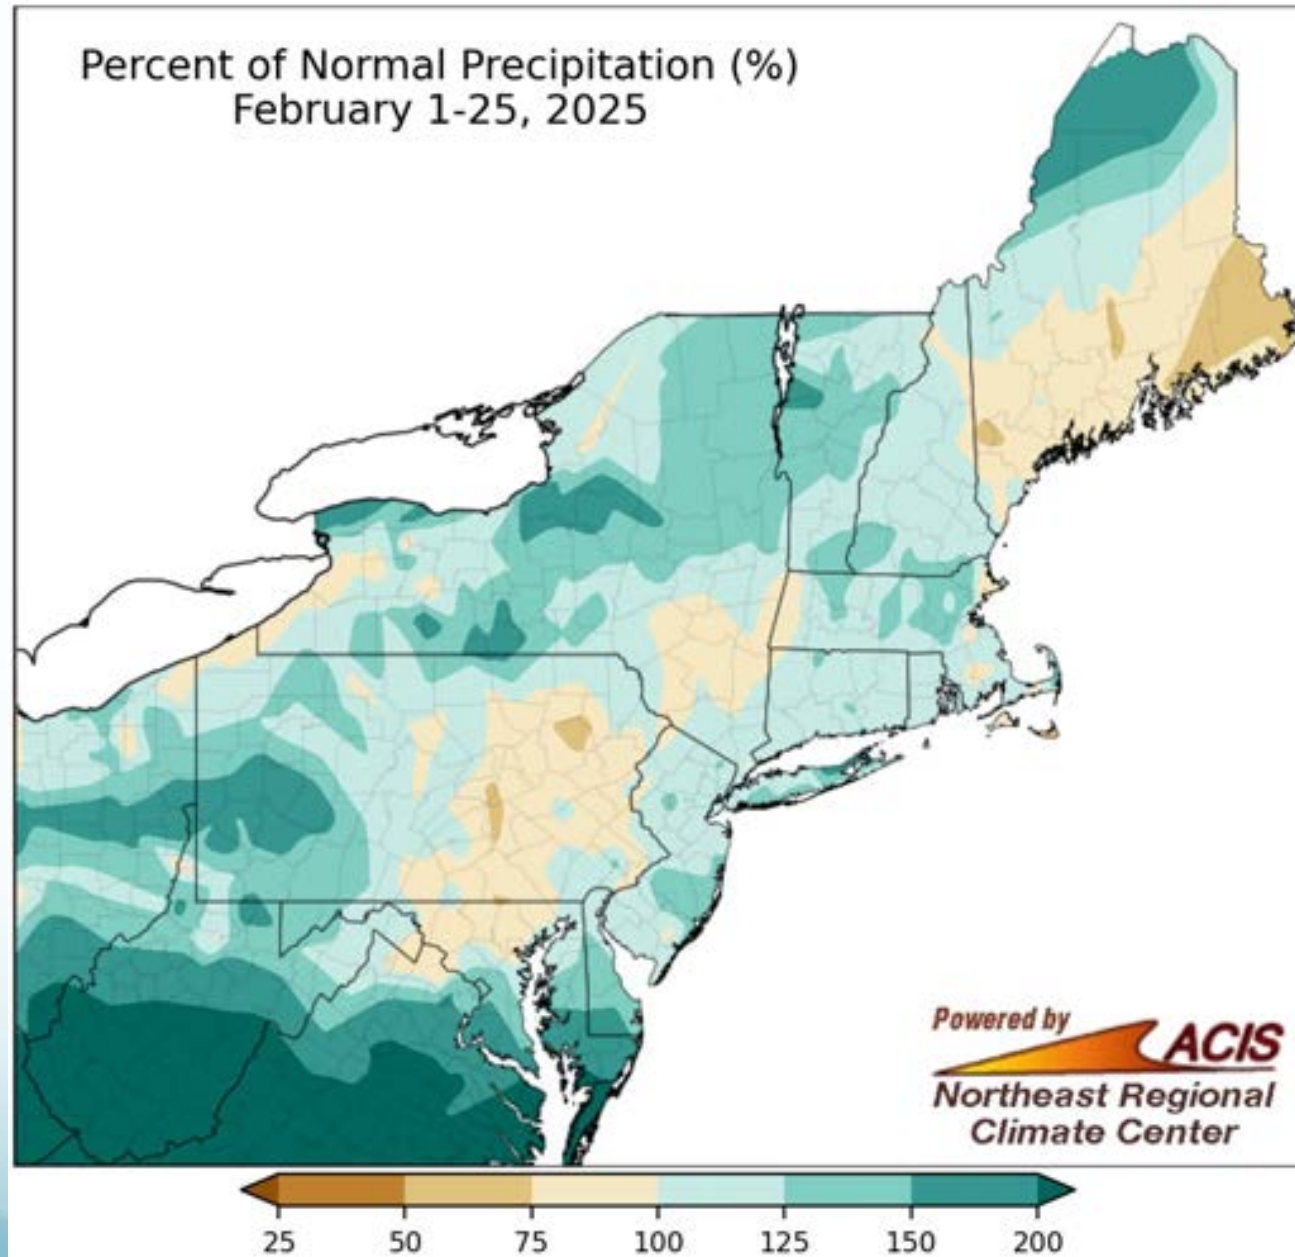 Percent of Normal Precipitation (%)
February 1-25, 2025
Powered by
ACIS
Northeast Regional
Climate Center
25 50 75 100 125 150 200